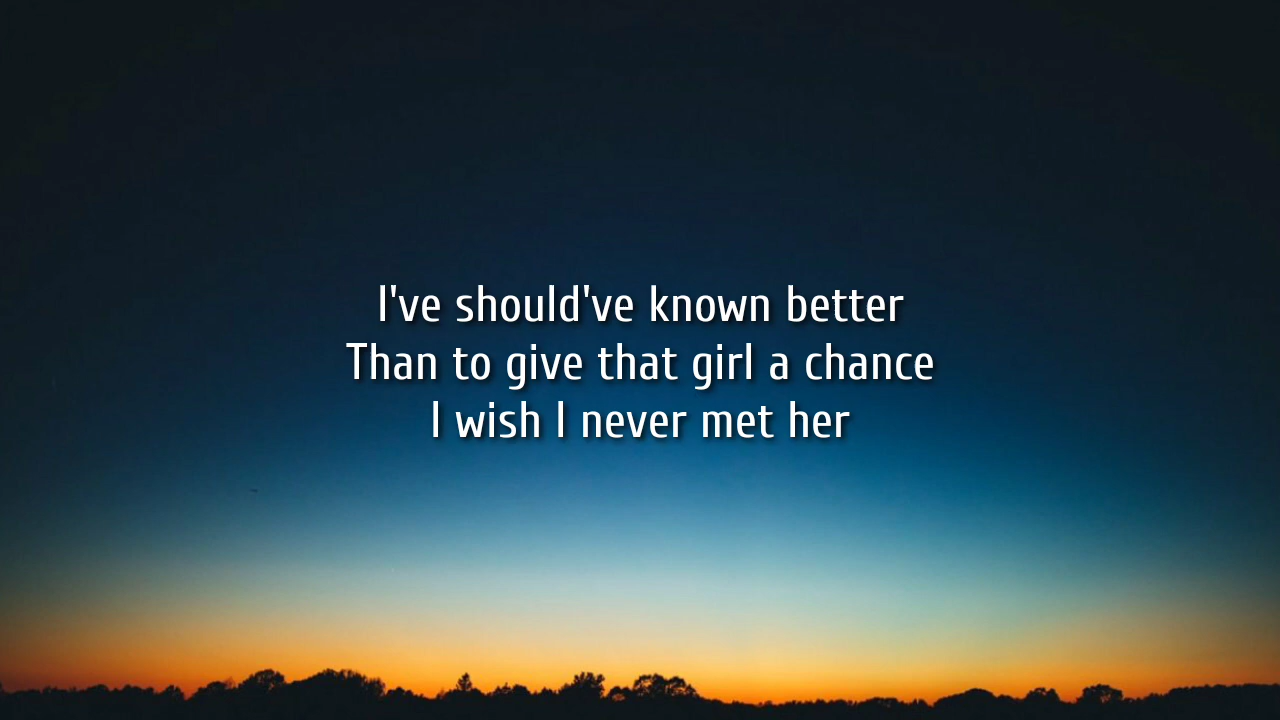 I've should've known better
Than to give that girl a chance
I wish I never met her